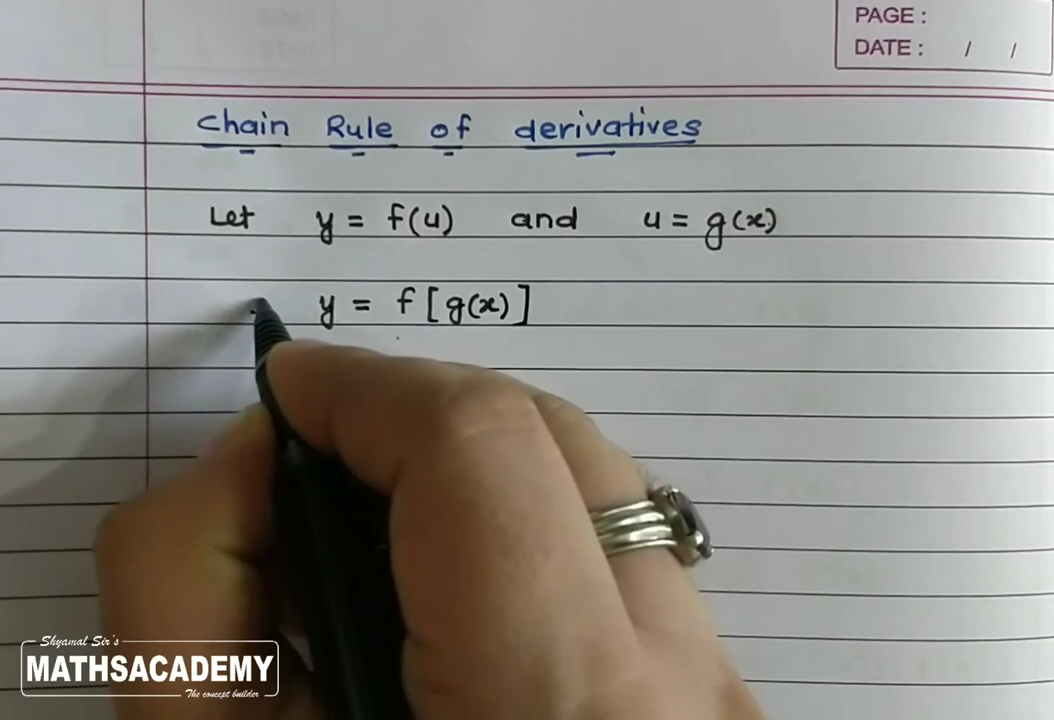 PAGE :
DATE : / /
Chain Rule of derivatives
Let y = f(u) and u = g(x)
y = f[g(x)]
Shyamal Sir's
MATHSACADEMY
The concept builder